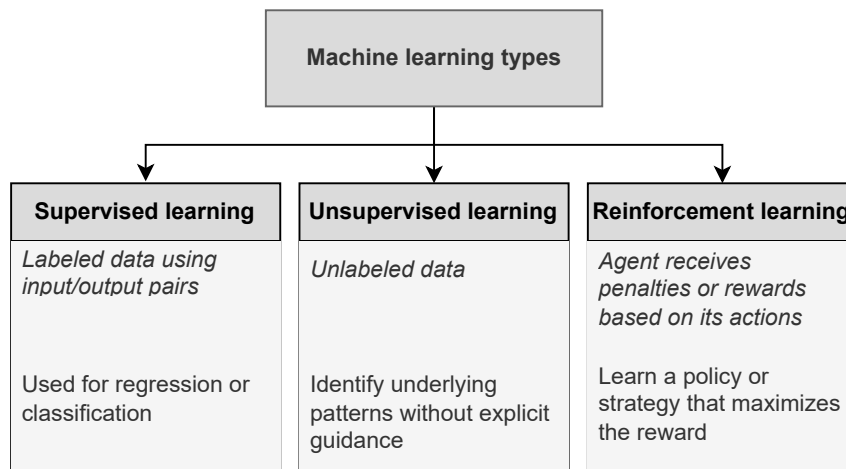 Machine learning types
Supervised learning
Labeled data using
input/output pairs
Used for regression or
classification
Unsupervised learning
Unlabeled data
Identify underlying
patterns without explicit
guidance
Reinforcement learning
Agent receives
penalties or rewards
based on its actions
Learn a policy or
strategy that maximizes
the reward